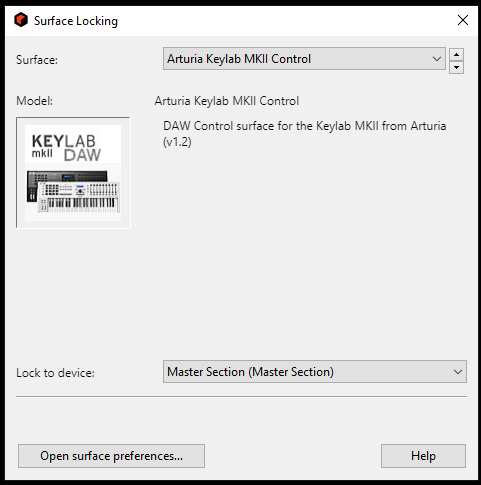 Surface Locking
Surface:
Arturia Keylab MKII Control
Model:
Arturia Keylab MKII Control
KEYLAB
mkII DAW
DAW Control surface for the Keylab MKII from Arturia
(v1.2)
Lock to device:
Master Section (Master Section)
Open surface preferences...
Help